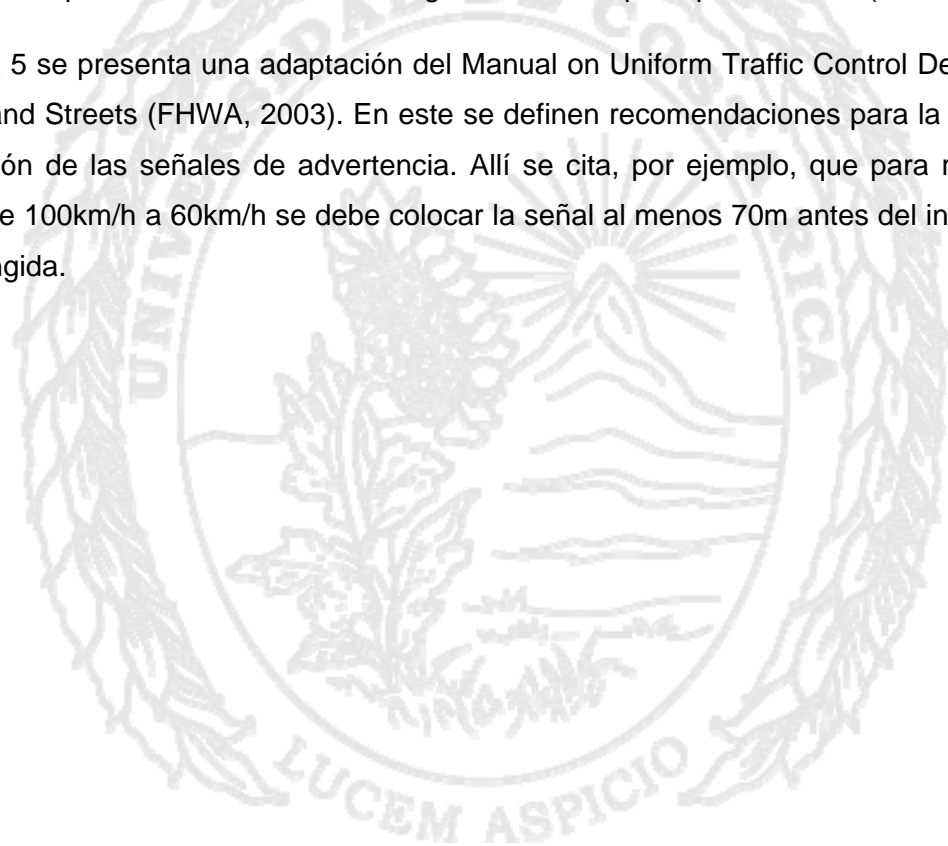 5 se presenta una adaptación del Manual on Uniform Traffic Control De
and Streets (FHWA, 2003). En este se definen recomendaciones para la
ión de las señales de advertencia. Allí se cita, por ejemplo, que para r
e 100km/h a 60km/h se debe colocar la señal al menos 70m antes del in
ngida.
LUCEM ASPICIO